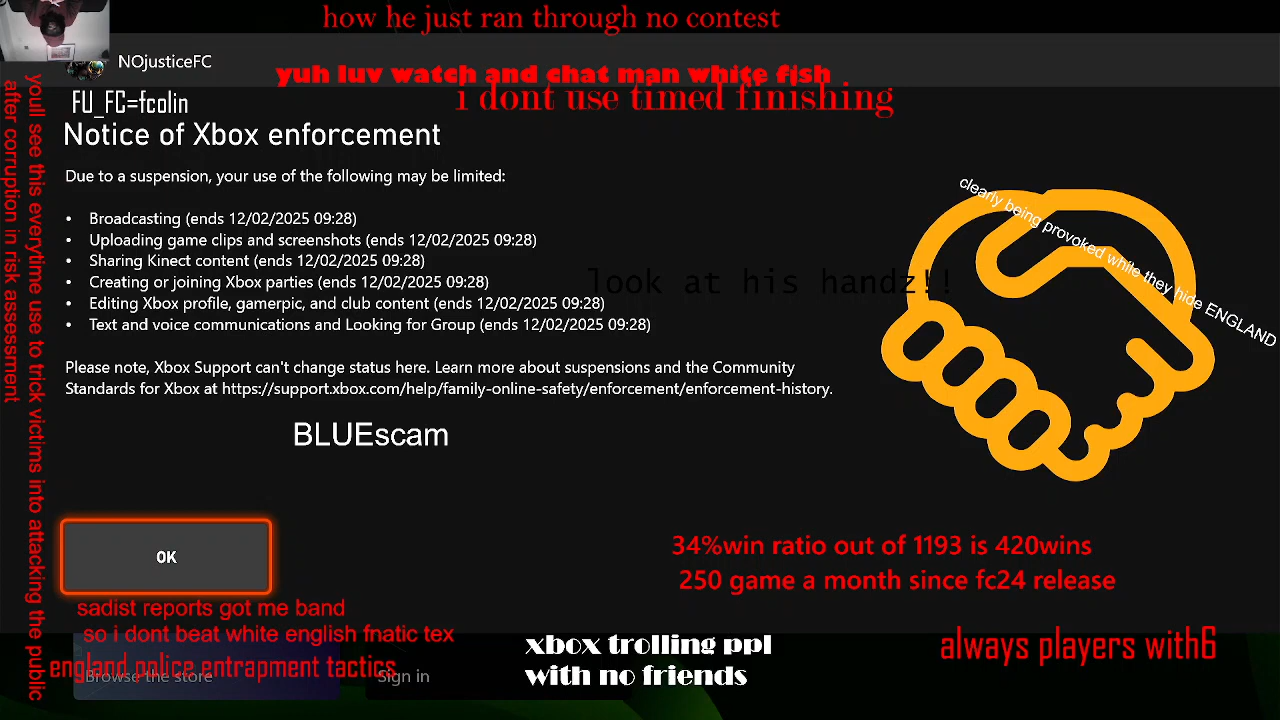 how he just ran through no contest
NOjusticeFC
yuh luv watch and chat man white fish
i dont use timed finishing
FU_FC=fcolin
Notice of Xbox enforcement
Due to a suspension, your use of the following may be limited:
• Broadcasting (ends 12/02/2025 09:28)
• Uploading game clips and screenshots (ends 12/02/2025 09:28)
• Sharing Kinect content (ends 12/02/2025 09:28)
• Creating or joining Xbox parties (ends 12/02/2025 09:28)
• Editing Xbox profile, gamerpic, and club content (ends 12/02/2025 09:28)
• Text and voice communications and Looking for Group (ends 12/02/2025 09:28)
Please note, Xbox Support can't change status here. Learn more about suspensions and the Community
Standards for Xbox at https://support.xbox.com/help/family-online-safety/enforcement/enforcement-history.
look at his handz!!
clearly being provoked while they hide ENGLAND
BLUEscam
OK
34%win ratio out of 1193 is 420wins
250 game a month since fc24 release
sadist reports got me band
so i dont beat white english fnatic tex
england police entrapment tactics
Browse the store
Sign in
xbox trolling ppl
with no friends
always players with6
youll see this everytime use to trick victims into attacking the public
after corruption in risk assessment